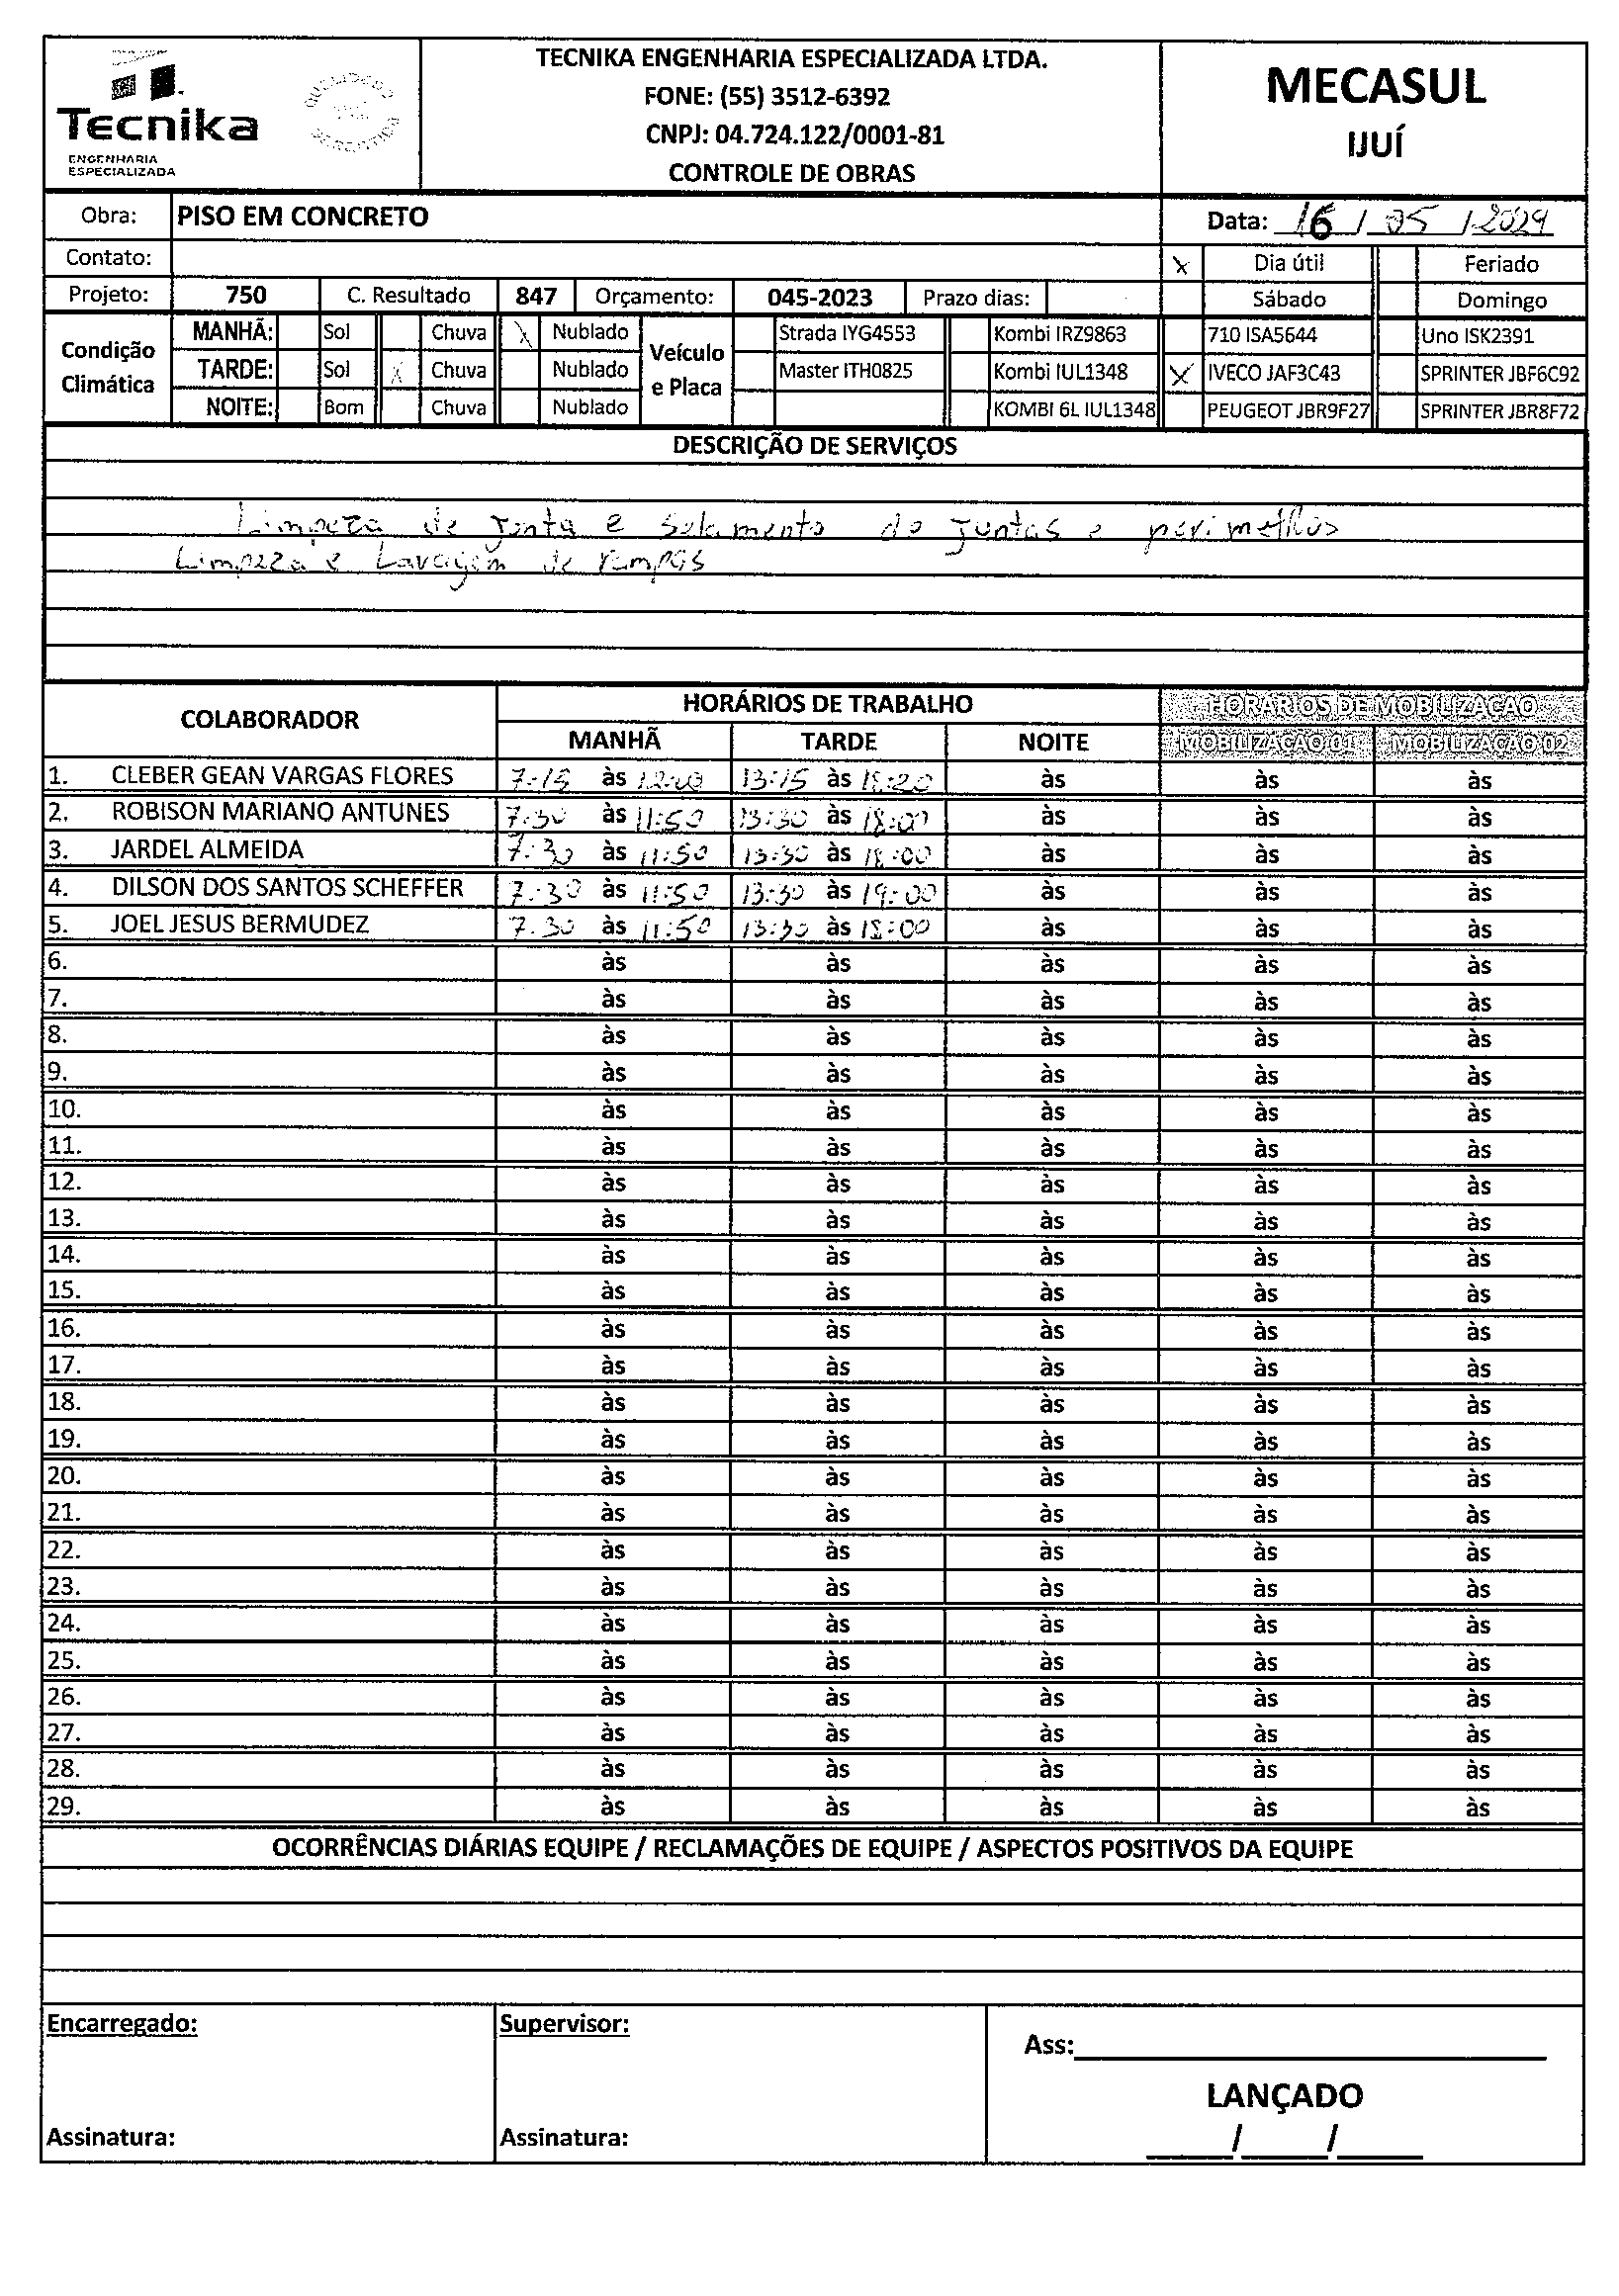 Tecnika
ENGENHARIA
ESPECIALIZADA
TECNIKA ENGENHARIA ESPECIALIZADA LTDA.
FONE: (55) 3512-6392
CNPJ: 04.724.122/0001-81
CONTROLE DE OBRAS
MECASUL
IJUÍ
Obra: PISO EM CONCRETO Data: 16 / 05 / 2024
Contato: X Dia útil Feriado
Projeto: 750 C. Resultado 847 Orçamento: 045-2023 Prazo dias: Sábado Domingo
Condição Climática
MANHÃ: Sol Chuva X Nublado
TARDE: Sol X Chuva Nublado
NOITE: Bom Chuva Nublado
Veículo e Placa
Strada IYG4553 Kombi IRZ9863 710 ISA5644 Uno ISK2391
Master ITH0825 Kombi IUL1348 X IVECO JAF3C43 SPRINTER JBF6C92
KOMBI 6L IUL1348 PEUGEOT JBR9F27 SPRINTER JBR8F72
DESCRIÇÃO DE SERVIÇOS
Limpeza de Jonta e Selamento do Juntas e perimethos
Limpeza e Lavagem de rampas
COLABORADOR HORÁRIOS DE TRABALHO HORÁRIOS DE MOBILIZAÇÃO
MANHÃ TARDE NOITE MOBILIZAÇÃO 01 MOBILIZAÇÃO 02
1. CLEBER GEAN VARGAS FLORES 7:15 às 12:00 13:15 às 18:20 às às às
2. ROBISON MARIANO ANTUNES 7:30 às 11:50 13:30 às 18:00 às às às
3. JARDEL ALMEIDA 7:30 às 11:50 13:30 às 18:00 às às às
4. DILSON DOS SANTOS SCHEFFER 7:30 às 11:50 13:30 às 19:00 às às às
5. JOEL JESUS BERMUDEZ 7:30 às 11:50 13:30 às 18:00 às às às
6. às às às às às
7. às às às às às
8. às às às às às
9. às às às às às
10. às às às às às
11. às às às às às
12. às às às às às
13. às às às às às
14. às às às às às
15. às às às às às
16. às às às às às
17. às às às às às
18. às às às às às
19. às às às às às
20. às às às às às
21. às às às às às
22. às às às às às
23. às às às às às
24. às às às às às
25. às às às às às
26. às às às às às
27. às às às às às
28. às às às às às
29. às às às às às
OCORRÊNCIAS DIÁRIAS EQUIPE / RECLAMAÇÕES DE EQUIPE / ASPECTOS POSITIVOS DA EQUIPE
Encarregado: Supervisor:
Ass:
LANÇADO
Assinatura: Assinatura: / /